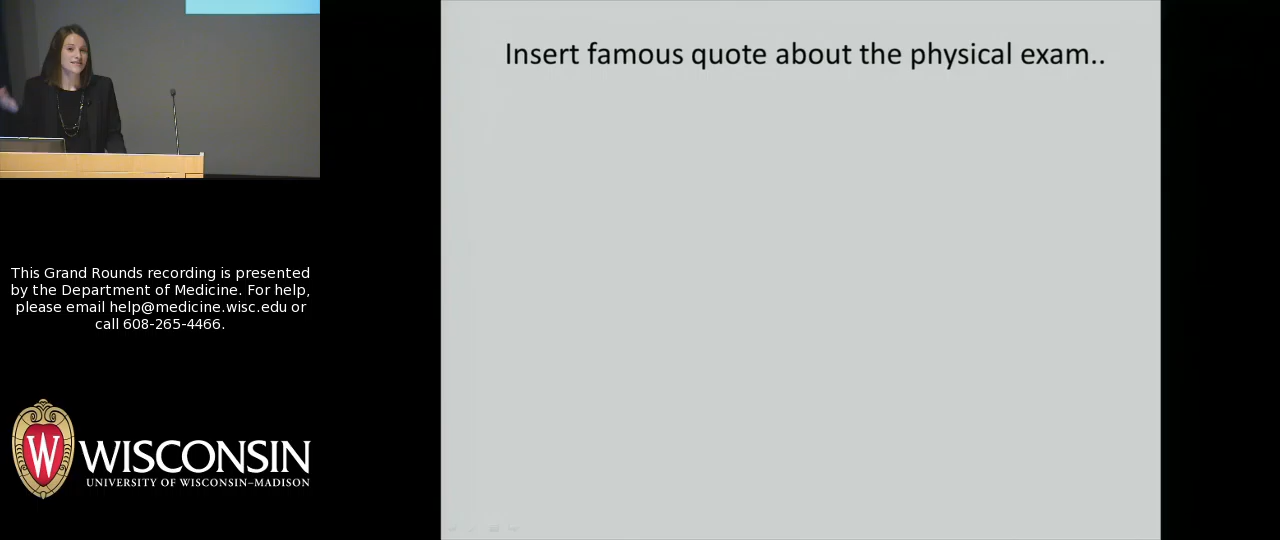 Insert famous quote about the physical exam..
This Grand Rounds recording is presented
by the Department of Medicine. For help,
please email help@medicine.wisc.edu or
call 608-265-4466.
W
WISCONSIN
UNIVERSITY OF WISCONSIN–MADISON